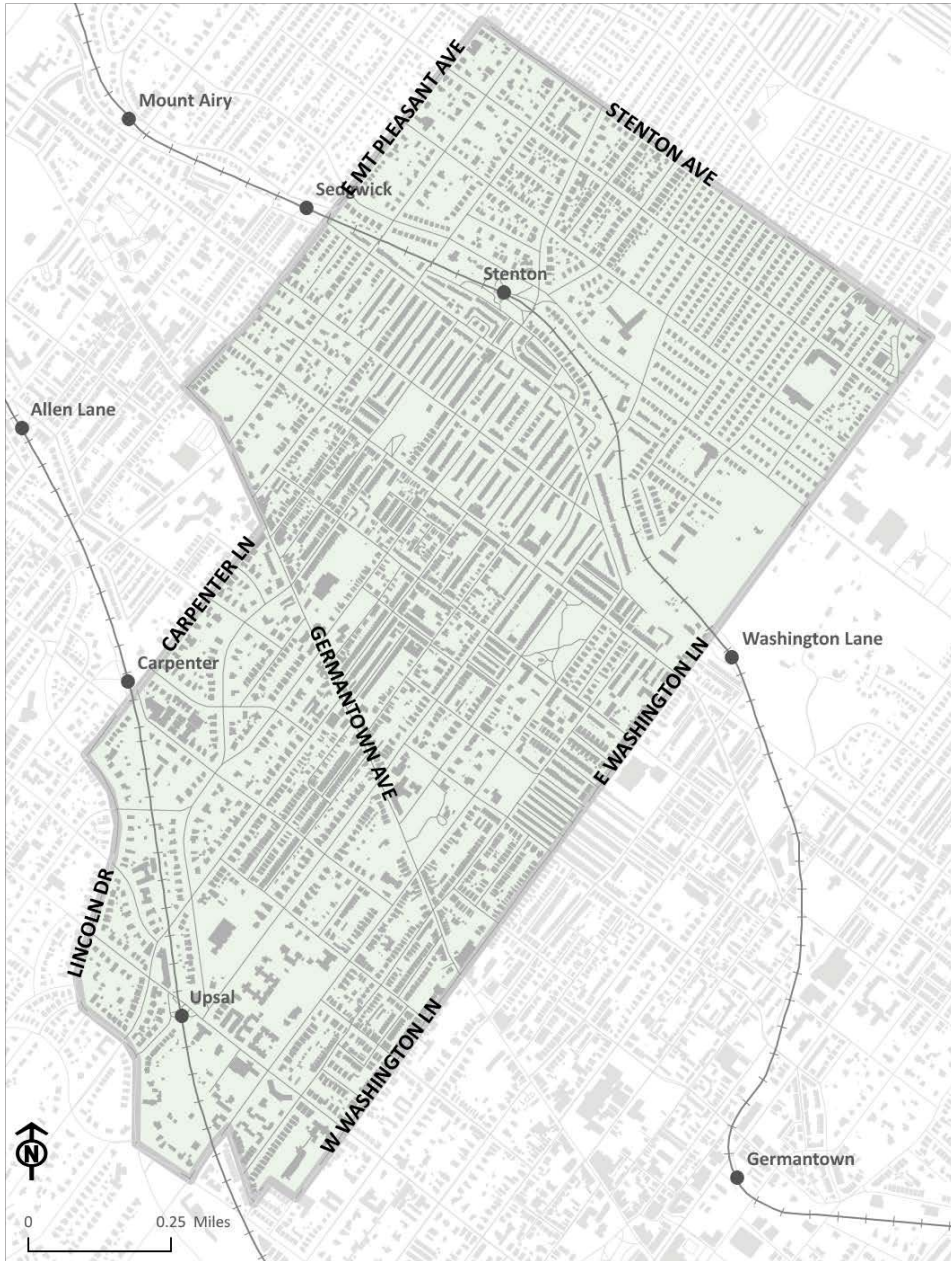 Mount Airy
E MT PLEASANT AVE
STENTON AVE
Sedgwick
Stenton
Allen Lane
CARPENTER LN
GERMANTOWN AVE
Carpenter
Washington Lane
E WASHINGTON LN
LINCOLN DR
Upsal
W WASHINGTON LN
N
Germantown
0 0.25 Miles